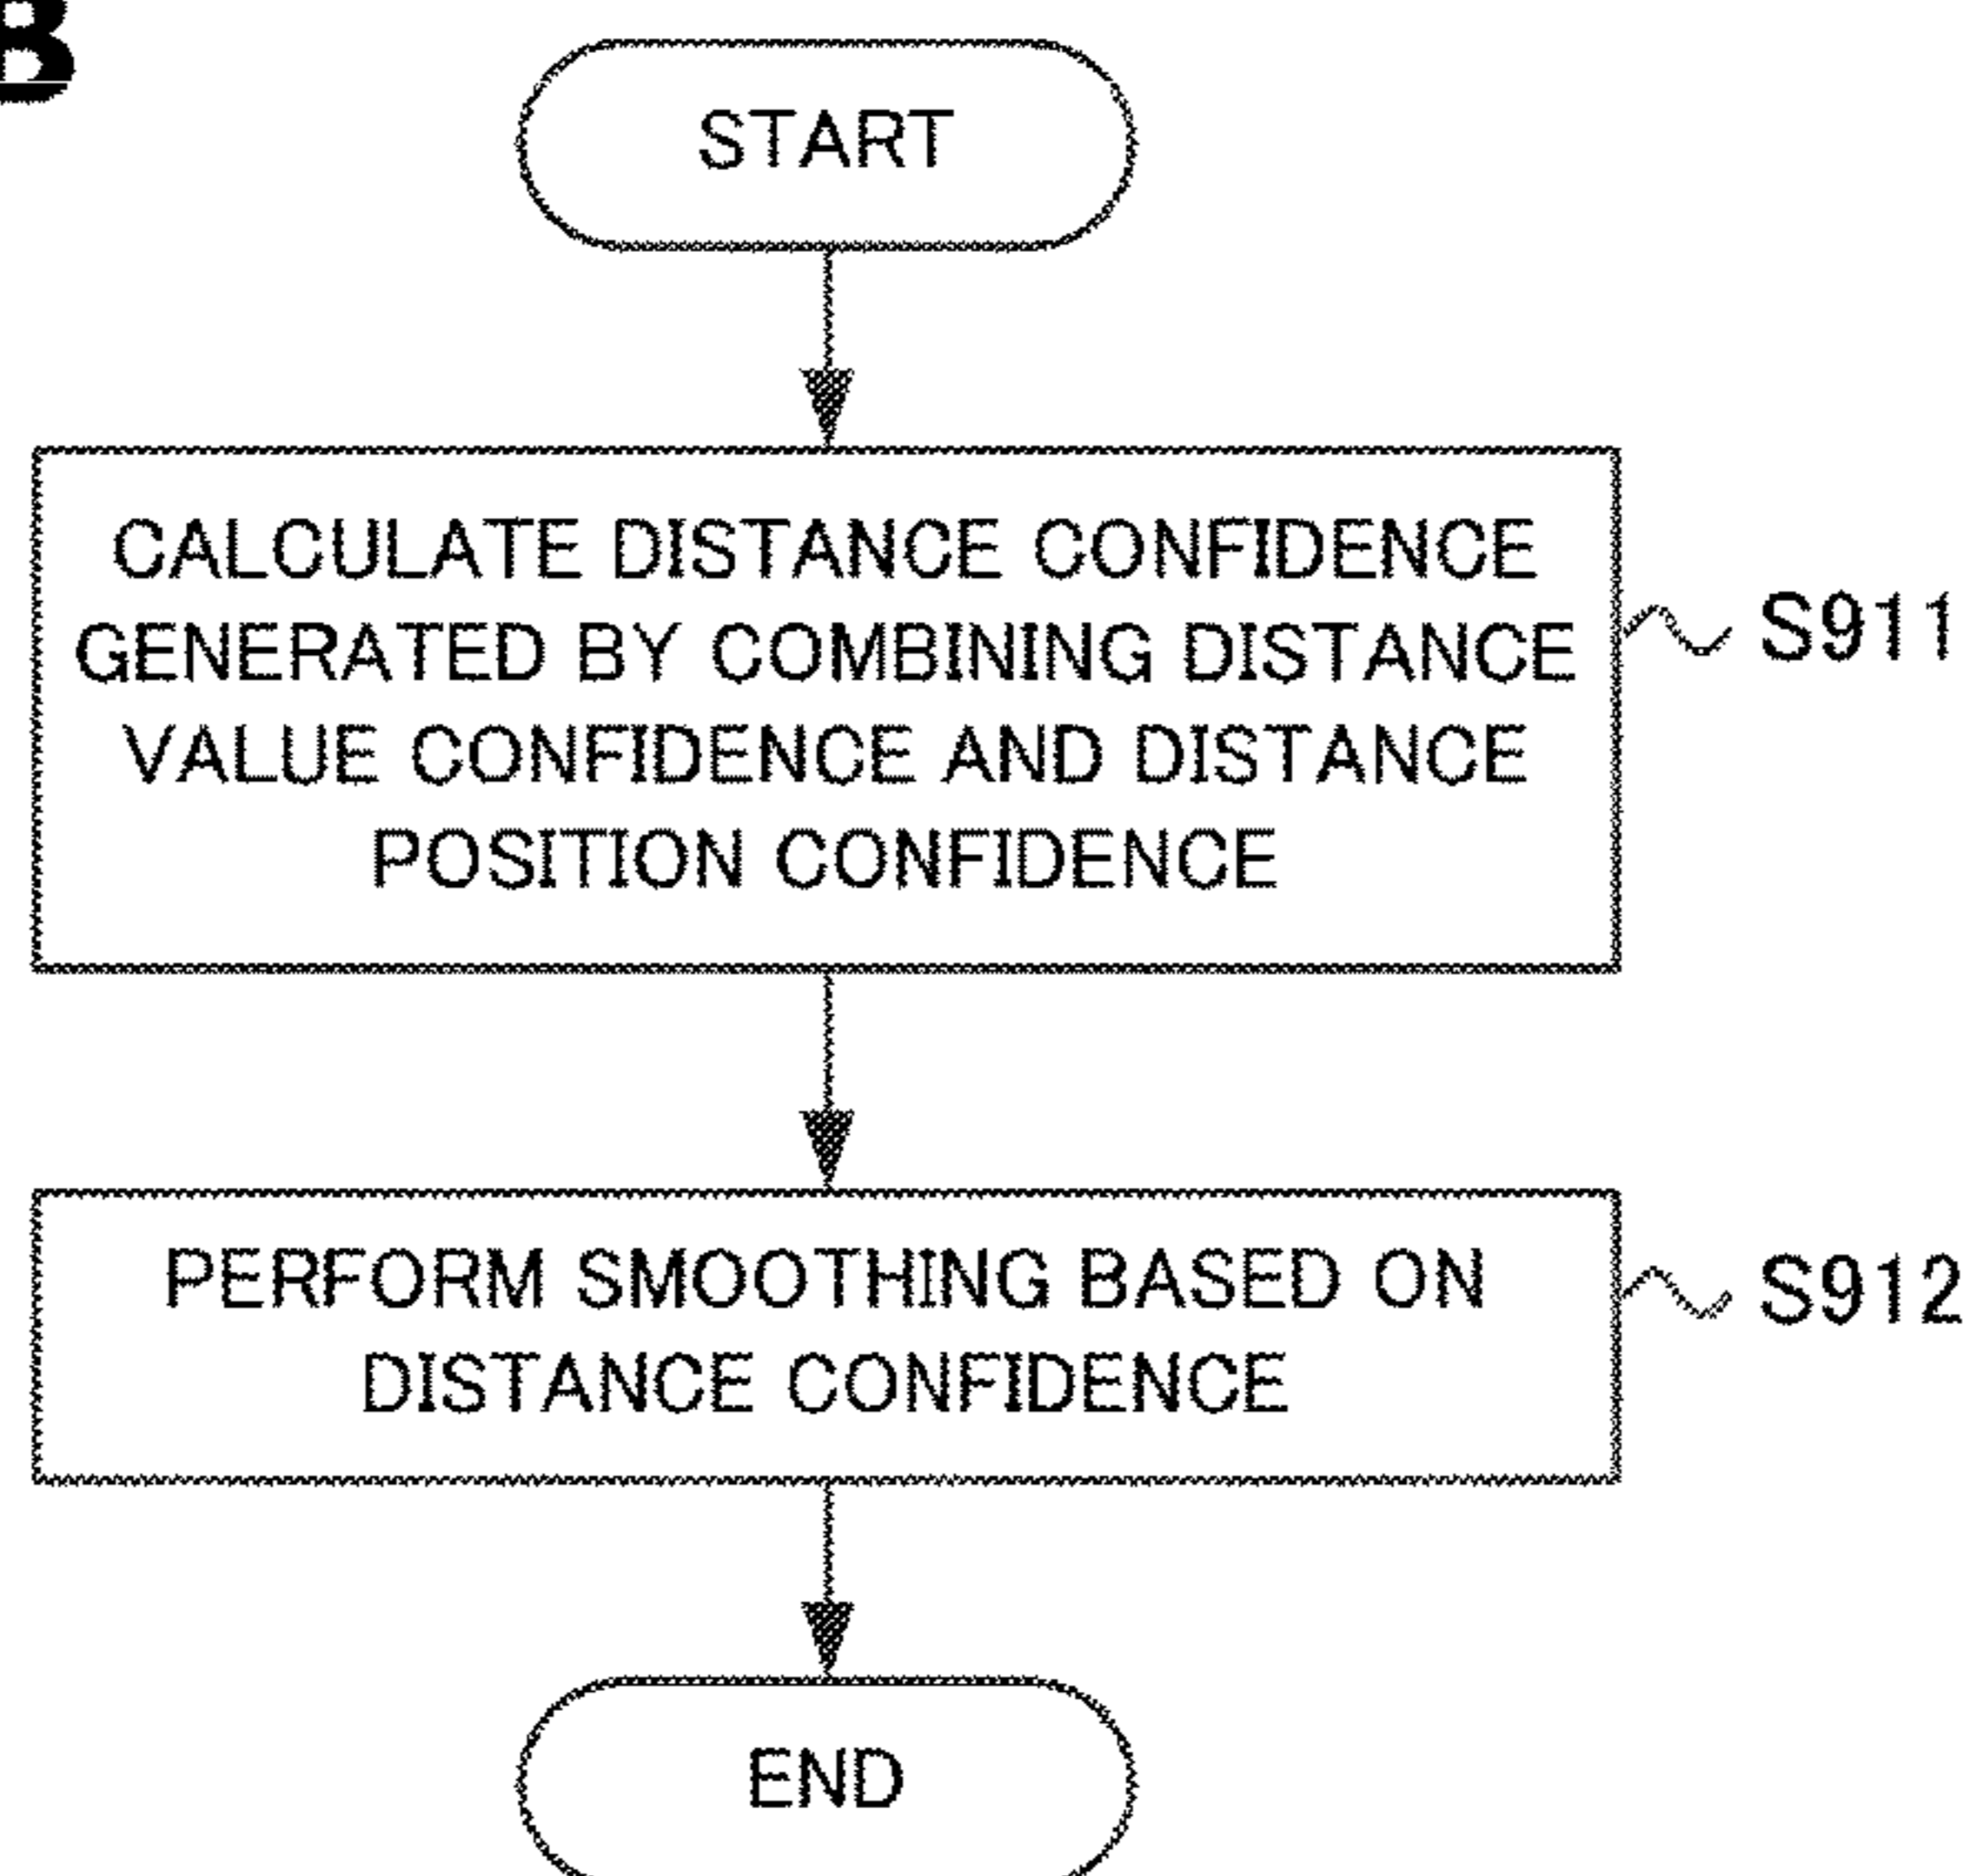 B
START
CALCULATE DISTANCE CONFIDENCE
GENERATED BY COMBINING DISTANCE
VALUE CONFIDENCE AND DISTANCE
POSITION CONFIDENCE
S911
PERFORM SMOOTHING BASED ON
DISTANCE CONFIDENCE
S912
END